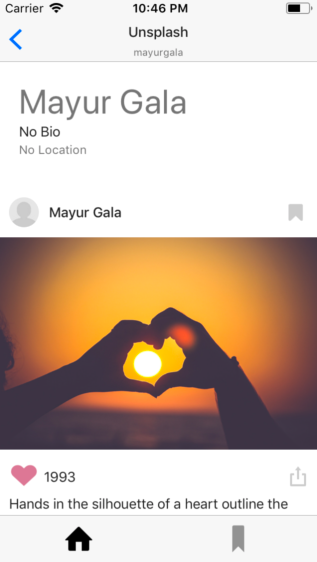 Carrier 10:46 PM
Unsplash
mayurgala
Mayur Gala
No Bio
No Location
Mayur Gala
1993
Hands in the silhouette of a heart outline the